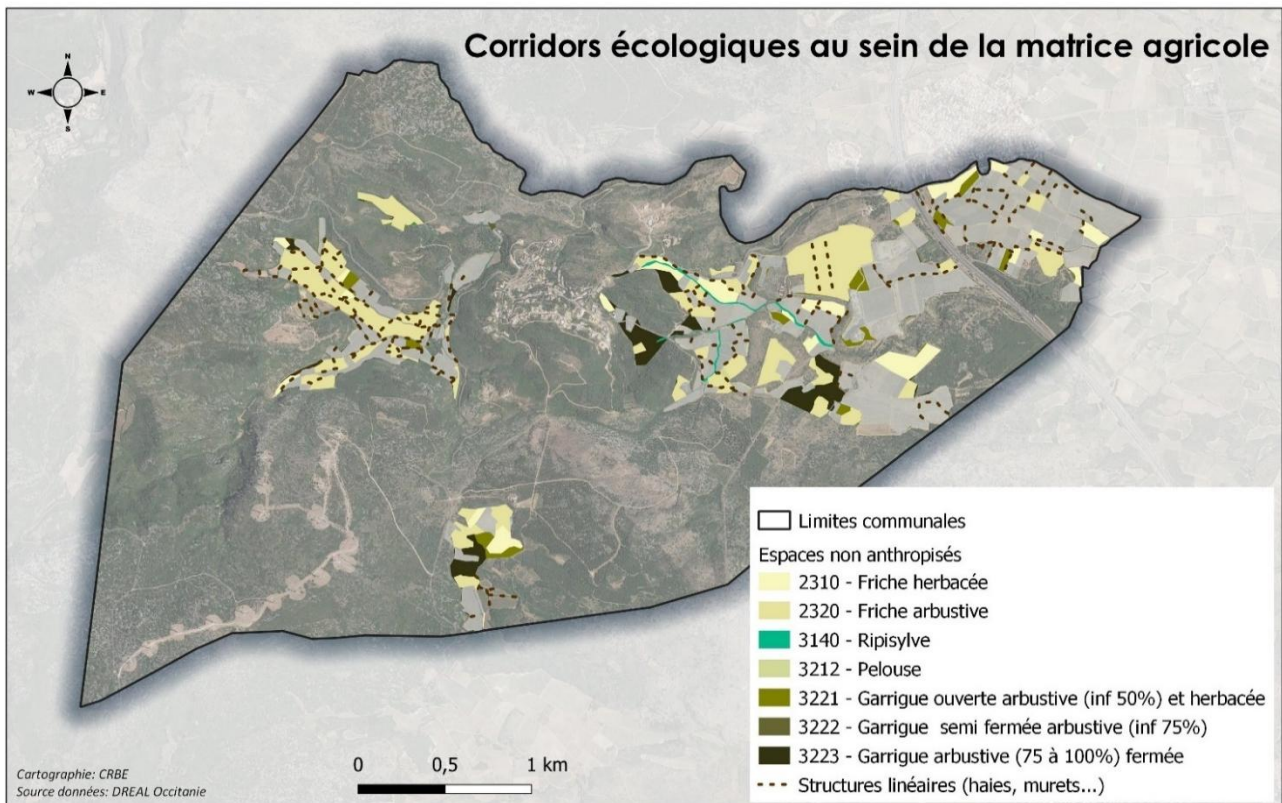 Corridors écologiques au sein de la matrice agricole
N
W E
S
Limites communales
Espaces non anthropisés
2310 - Friche herbacée
2320 - Friche arbustive
3140 - Ripisylve
3212 - Pelouse
3221 - Garrigue ouverte arbustive (inf 50%) et herbacée
3222 - Garrigue semi fermée arbustive (inf 75%)
3223 - Garrigue arbustive (75 à 100%) fermée
Structures linéaires (haies, murets...)
0 0,5 1 km
Cartographie: CRBE
Source données: DREAL Occitanie